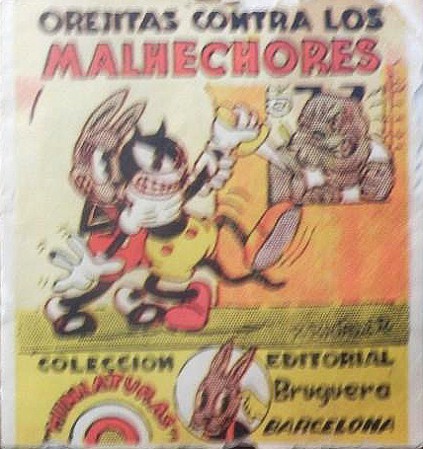 OREJITAS CONTRA LOS
MALHECHORES
COLECCION
"MINIATURAS"
EDITORIAL
Bruguera
BARCELONA